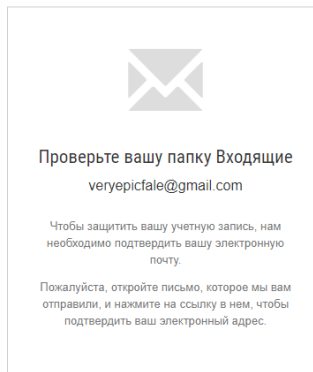 Проверьте вашу папку Входящие
veryepicfale@gmail.com
Чтобы защитить вашу учетную запись, нам
необходимо подтвердить вашу электронную
почту.
Пожалуйста, откройте письмо, которое мы вам
отправили, и нажмите на ссылку в нем, чтобы
подтвердить ваш электронный адрес.